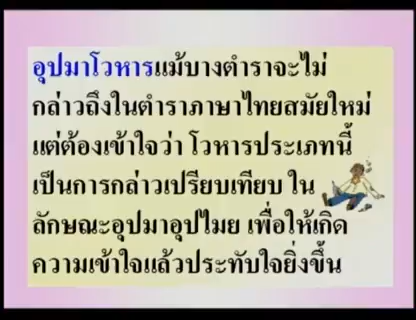 อุปมาโวหารแม้บางตำราจะไม่
กล่าวถึงในตำราภาษาไทยสมัยใหม่
แต่ต้องเข้าใจว่า โวหารประเภทนี้
เป็นการกล่าวเปรียบเทียบ ใน
ลักษณะอุปมาอุปไมย เพื่อให้เกิด
ความเข้าใจแล้วประทับใจยิ่งขึ้น